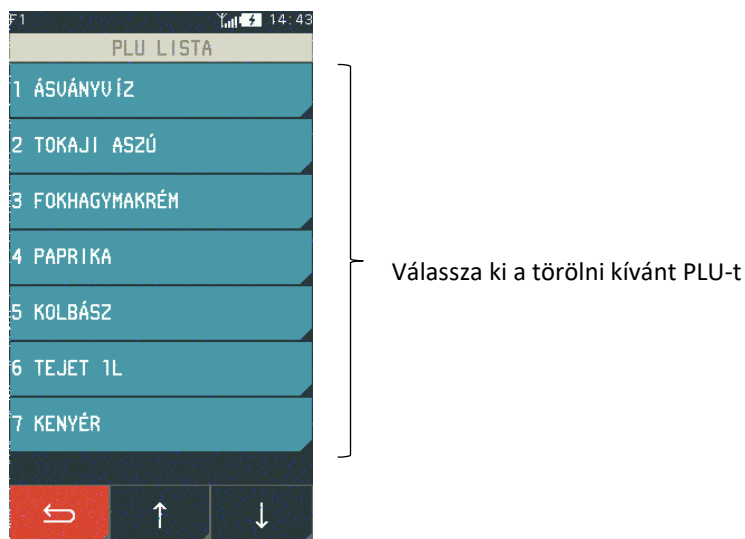 F1 14:43
PLU LISTA
1 ÁSVÁNYVÍZ
2 TOKAJI ASZÚ
3 FOKHAGYMAKRÉM
4 PAPRIKA
5 KOLBÁSZ
6 TEJET 1L
7 KENYÉR
Válassza ki a törölni kívánt PLU-t